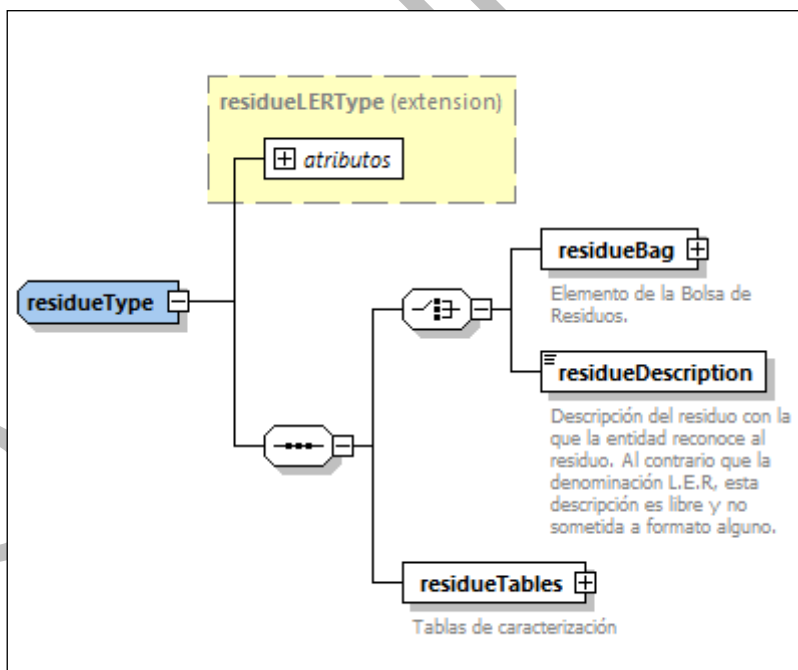 residueLERType (extension)
atributos
residueType
residueBag
Elemento de la Bolsa de
Residuos.
residueDescription
Descripción del residuo con la
que la entidad reconoce al
residuo. Al contrario que la
denominación L.E.R, esta
descripción es libre y no
sometida a formato alguno.
residueTables
Tablas de caracterización